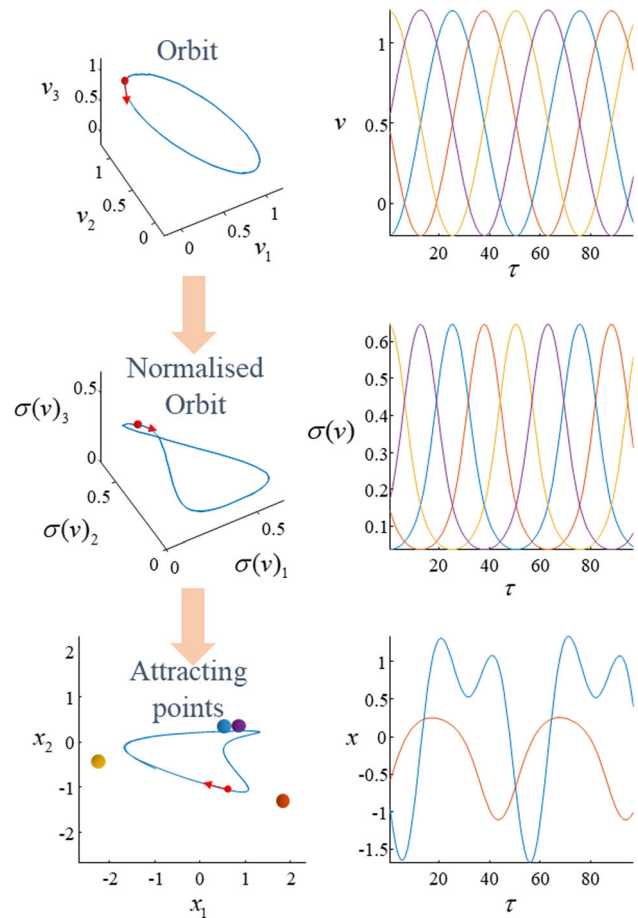 Orbit
v₃
1
0.5
0
v₂
1
0.5
0
0
0.5
1
v₁
v
1
0.5
0
20
40
60
80
τ
Normalised
Orbit
σ(v)₃
0.5
0
σ(v)₂
0.5
0
0
0.5
σ(v)₁
σ(v)
0.6
0.5
0.4
0.3
0.2
0.1
20
40
60
80
τ
Attracting
points
x₂
2
1
0
-1
-2
-2
-1
0
1
2
x₁
x
1
0.5
0
-0.5
-1
-1.5
20
40
60
80
τ